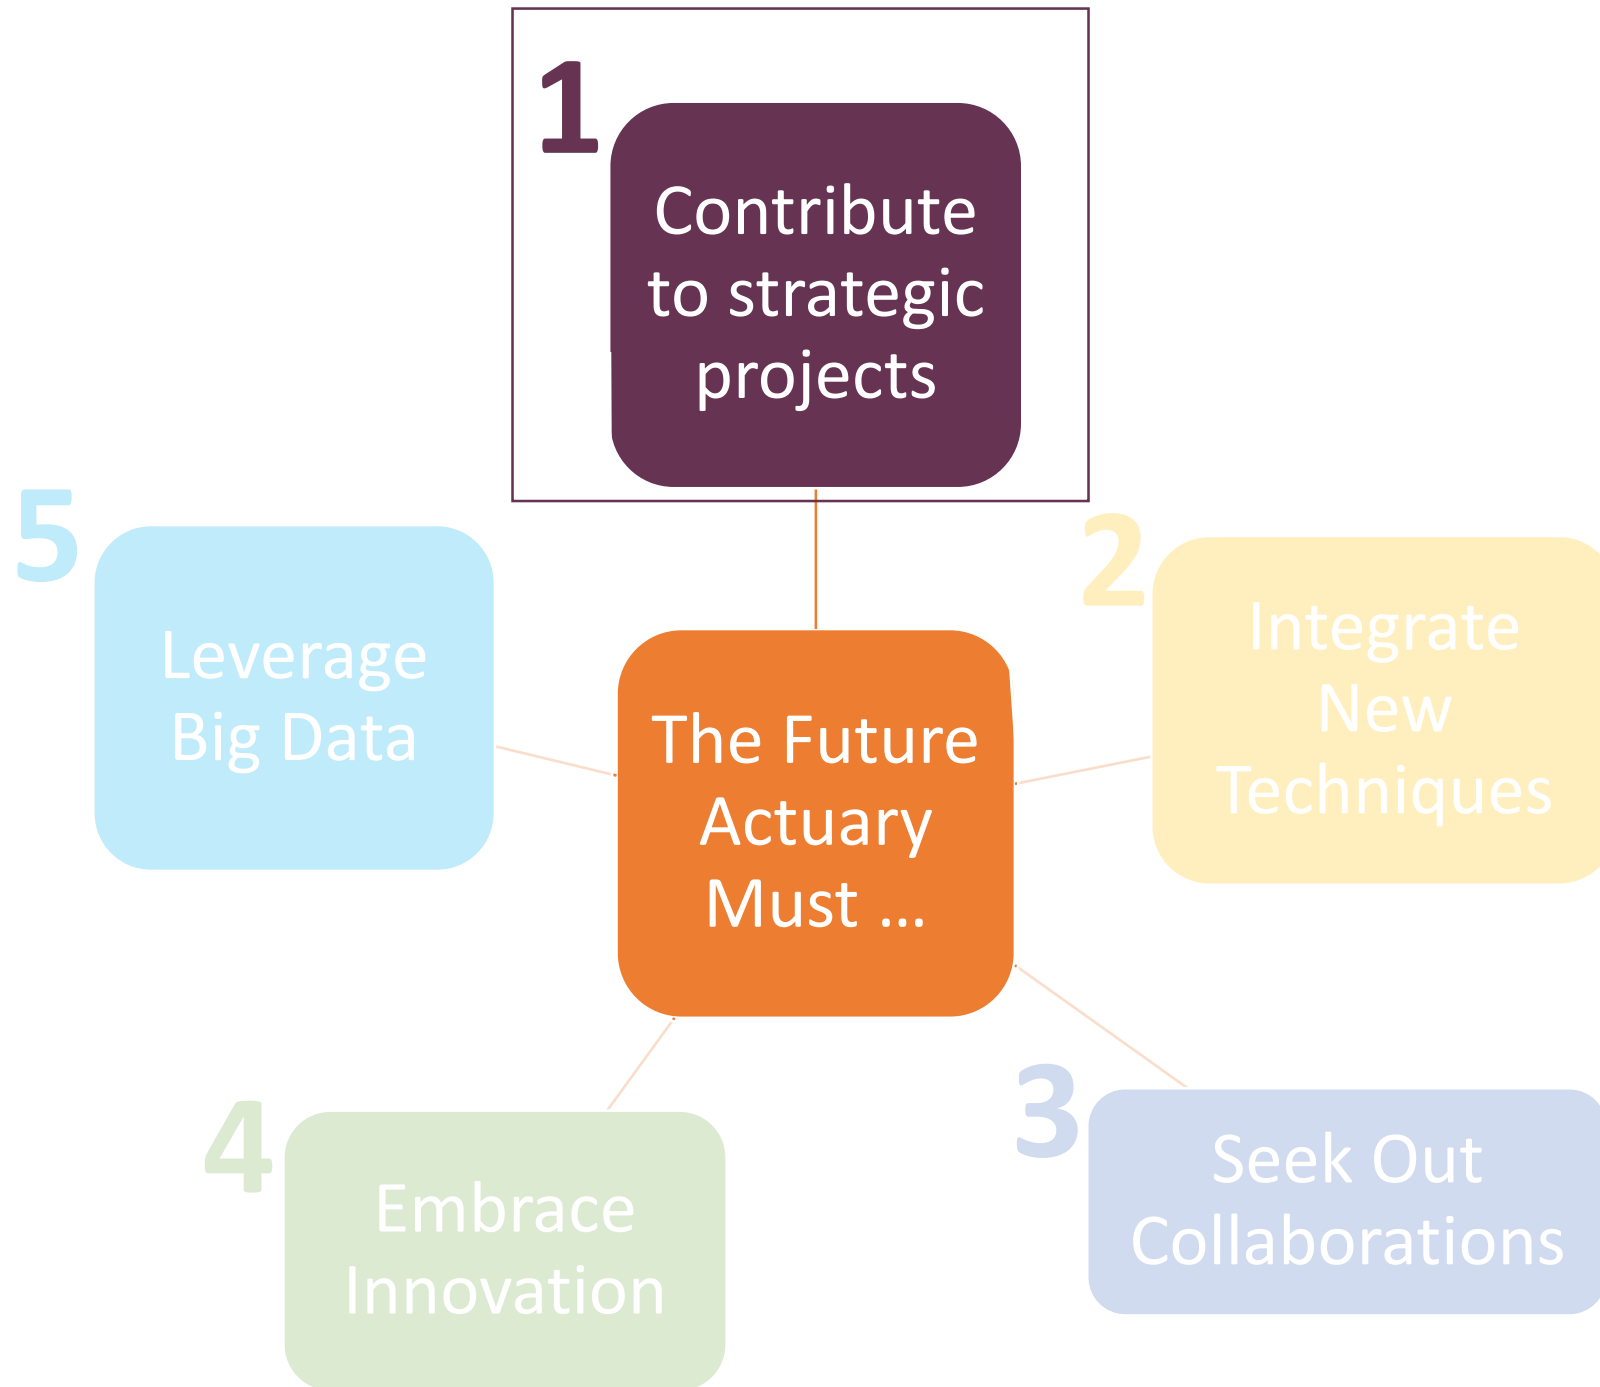 1
Contribute
to strategic
projects
2
Integrate
New
Techniques
3
Seek Out
Collaborations
4
Embrace
Innovation
5
Leverage
Big Data
The Future
Actuary
Must ...